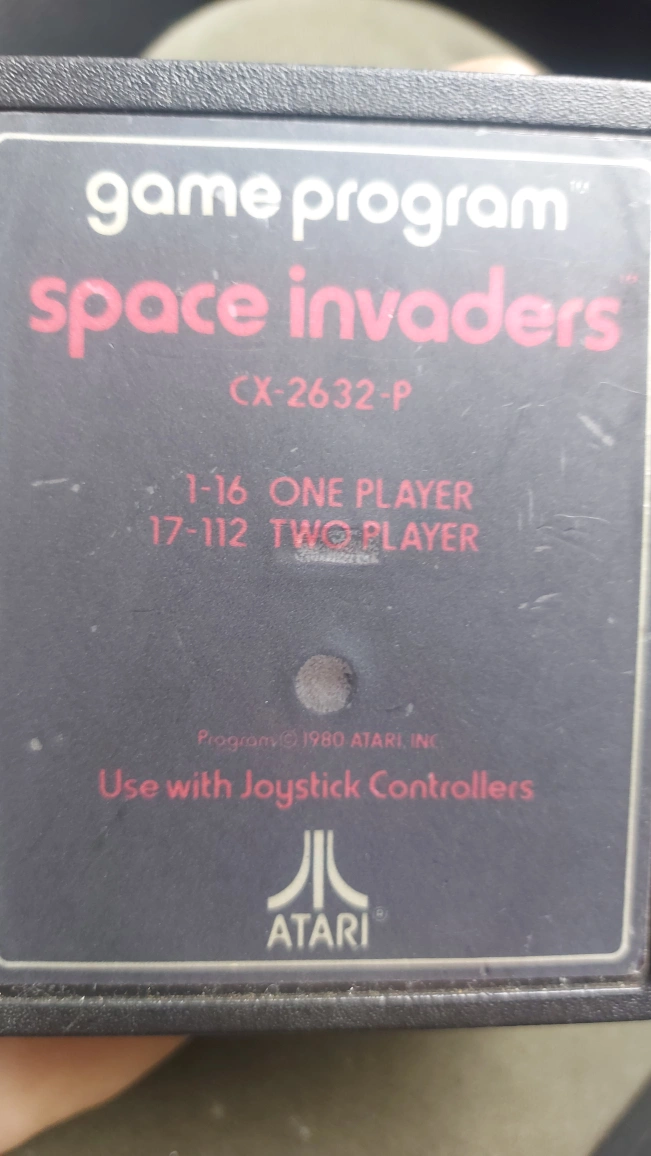 game program™
space invaders™
CX-2632-P
1-16 ONE PLAYER
17-112 TWO PLAYER
Program © 1980 ATARI, INC.
Use with Joystick Controllers
ATARI®